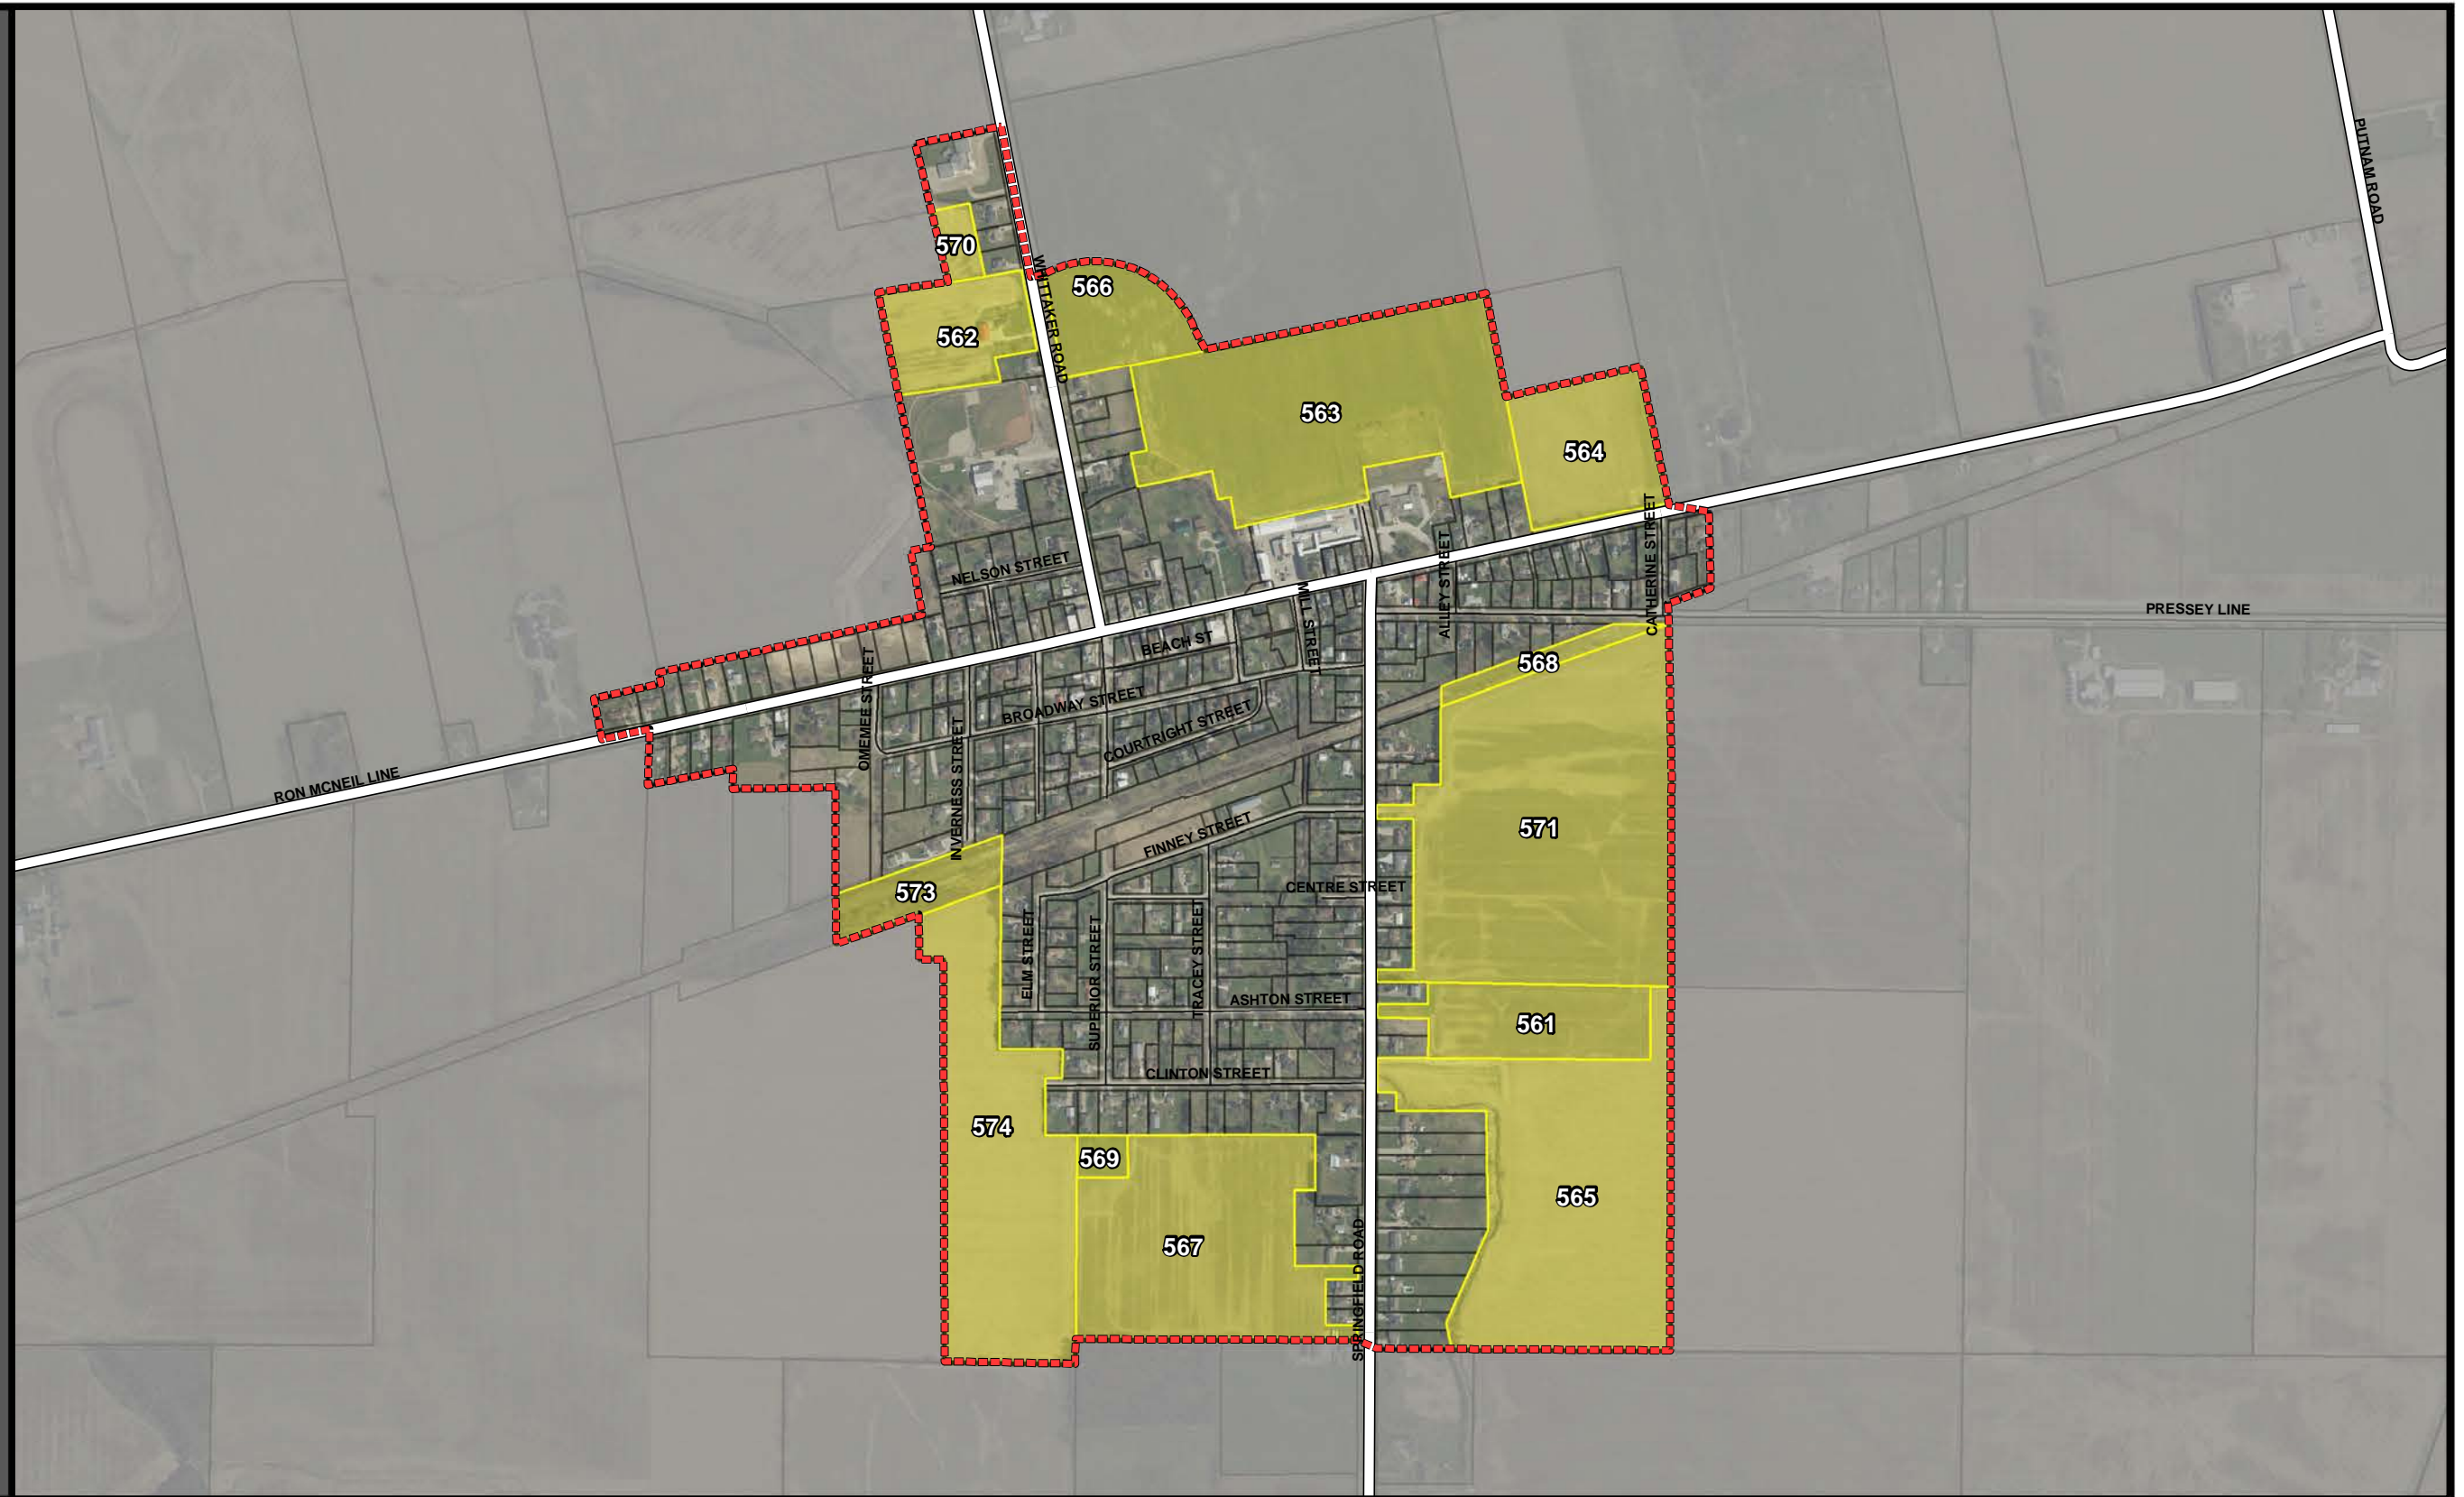 PUTNAM ROAD
570
566
WHITTAKER ROAD
562
563
564
CATHERINE STREET
NELSON STREET
ALLEY STREET
MILL STREET
PRESSEY LINE
BEACH ST
568
OMEMEE STREET
BROADWAY STREET
COURTRIGHT STREET
INVERNESS STREET
RON MCNEIL LINE
571
FINNEY STREET
573
CENTRE STREET
ELM STREET
SUPERIOR STREET
TRACEY STREET
ASHTON STREET
561
CLINTON STREET
574
569
565
567
SPRINGFIELD ROAD